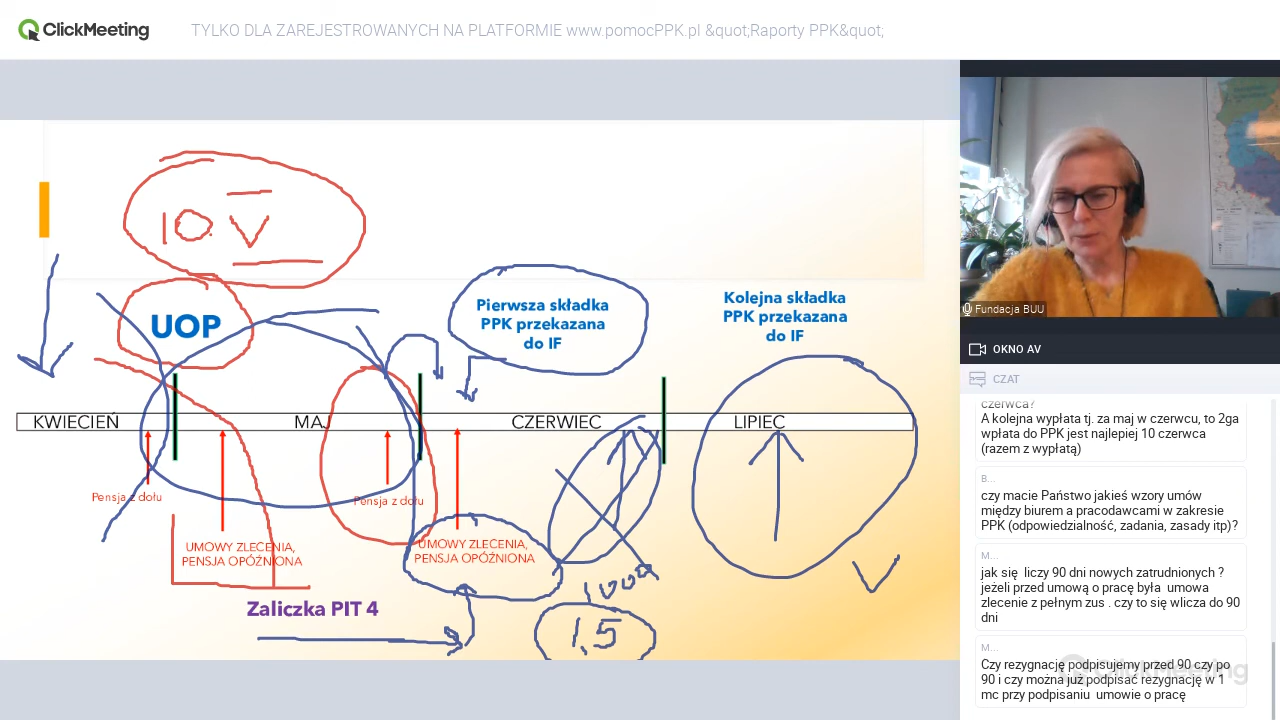 ClickMeeting
TYLKO DLA ZAREJESTROWANYCH NA PLATFORMIE www.pomocPPK.pl &quot;Raporty PPK&quot;
10 V
UOP
Pierwsza składka
PPK przekazana
do IF
Kolejna składka
PPK przekazana
do IF
KWIECIEŃ
MAJ
CZERWIEC
LIPIEC
Pensja z dołu
Pensja z dołu
UMOWY ZLECENIA,
PENSJA OPÓŹNIONA
UMOWY ZLECENIA,
PENSJA OPÓŹNIONA
Zaliczka PIT 4
1000
1,5
Fundacja BUU
OKNO AV
CZAT
czerwca?
A kolejna wypłata tj. za maj w czerwcu, to 2ga
wpłata do PPK jest najlepiej 10 czerwca
(razem z wypłatą)
B...
czy macie Państwo jakieś wzory umów
między biurem a pracodawcami w zakresie
PPK (odpowiedzialność, zadania, zasady itp)?
M...
jak się liczy 90 dni nowych zatrudnionych ?
jeżeli przed umową o pracę była umowa
zlecenie z pełnym zus . czy to się wlicza do 90
dni
M...
Czy rezygnację podpisujemy przed 90 czy po
90 i czy można już podpisać rezygnację w 1
mc przy podpisaniu umowie o pracę
ClickMeeting